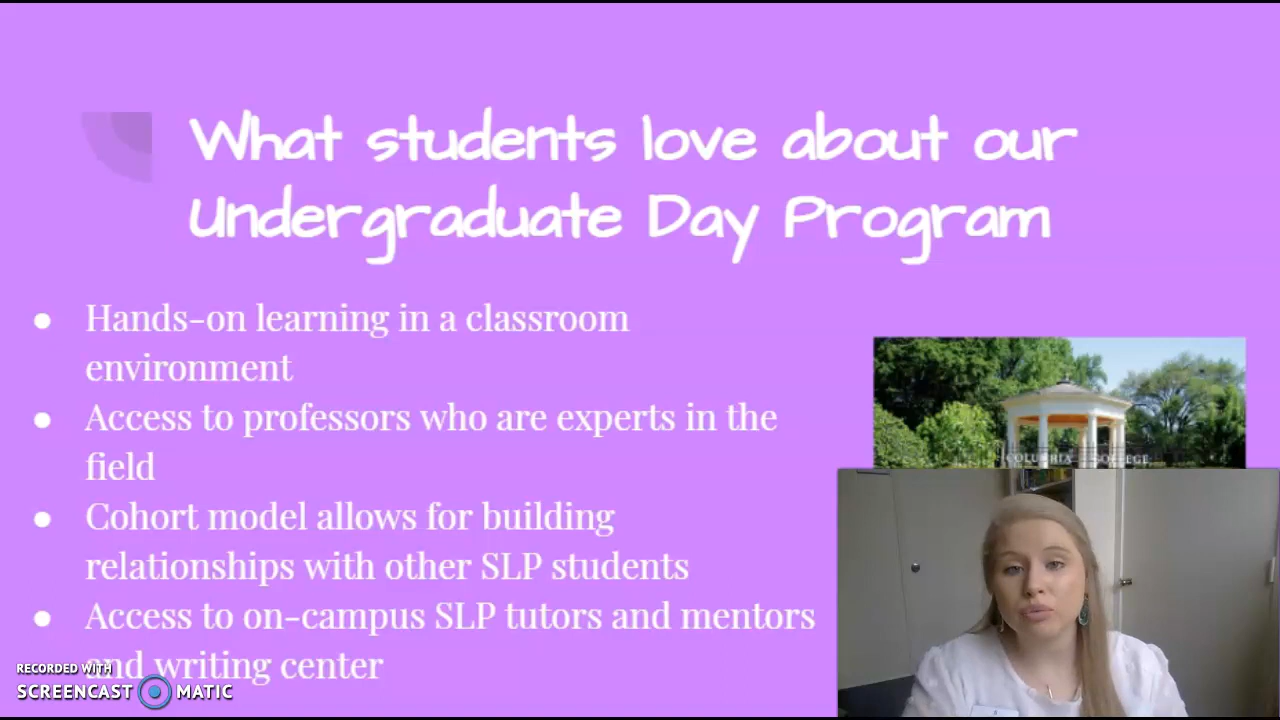 What students love about our
Undergraduate Day Program
● Hands-on learning in a classroom
environment
● Access to professors who are experts in the
field
● Cohort model allows for building
relationships with other SLP students
● Access to on-campus SLP tutors and mentors
and writing center
COLUMBIA COLLEGE
RECORDED WITH
SCREENCAST MATIC